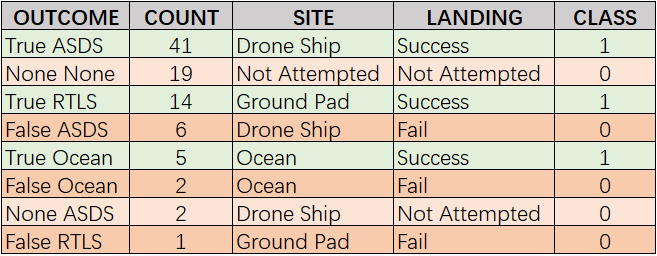 OUTCOME COUNT SITE LANDING CLASS
True ASDS 41 Drone Ship Success 1
None None 19 Not Attempted Not Attempted 0
True RTLS 14 Ground Pad Success 1
False ASDS 6 Drone Ship Fail 0
True Ocean 5 Ocean Success 1
False Ocean 2 Ocean Fail 0
None ASDS 2 Drone Ship Not Attempted 0
False RTLS 1 Ground Pad Fail 0